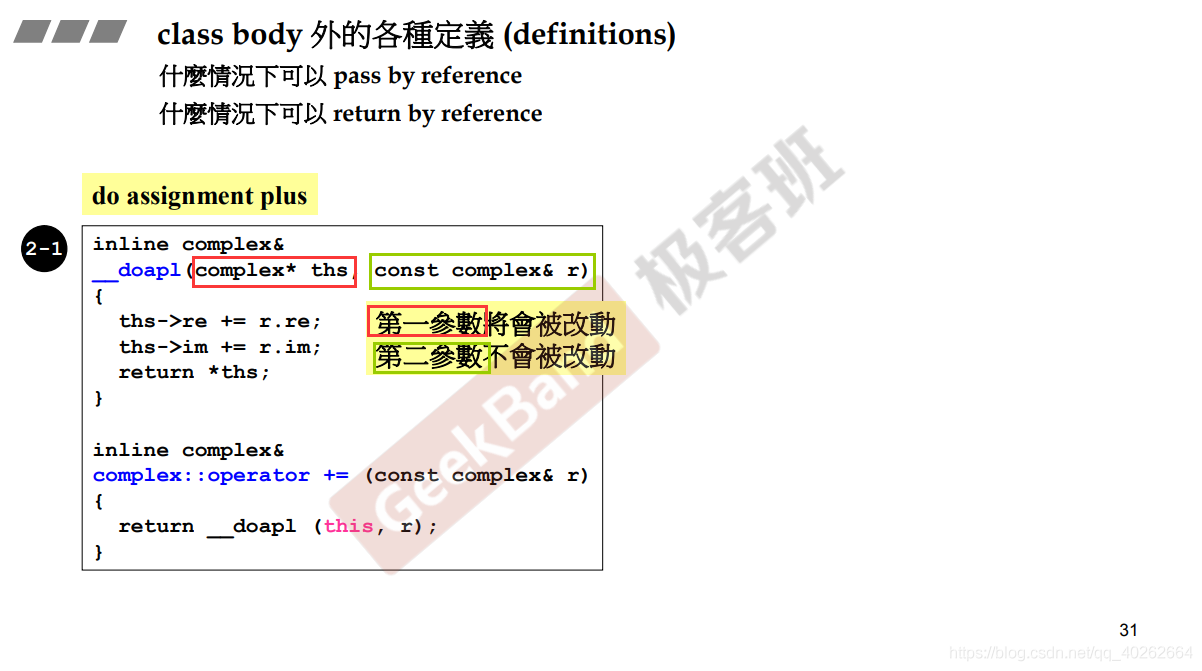 class body 外的各種定義 (definitions)
什麼情況下可以 pass by reference
什麼情況下可以 return by reference
do assignment plus
2-1
inline complex&
__doapl(complex* ths, const complex& r)
{
ths->re += r.re;
第一參數將會被改動
ths->im += r.im;
第二參數不會被改動
return *ths;
}
inline complex&
complex::operator += (const complex& r)
{
return __doapl (this, r);
}
GeekBand 极客班
31
https://blog.csdn.net/qq_40262664